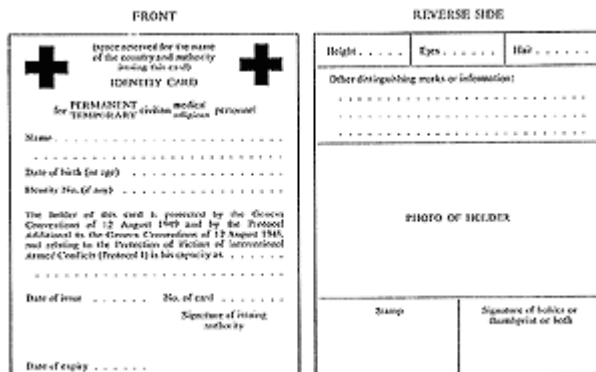 FRONT
(space reserved for the name
of the country and authority
issuing this card)
IDENTITY CARD
for PERMANENT civilian medical personnel
TEMPORARY religious
Name . . . . . . . . . . . . . . . . . . . . . . . .
. . . . . . . . . . . . . . . . . . . . . . . . . . .
Date of birth (or age) . . . . . . . . . . . . . . . .
Identity No. (if any) . . . . . . . . . . . . . . . .
The holder of this card is protected by the Geneva
Conventions of 12 August 1949 and by the Protocol
Additional to the Geneva Conventions of 12 August 1949,
and relating to the Protection of Victims of International
Armed Conflicts (Protocol I) in his capacity as . . . . . .
. . . . . . . . . . . . . . . . . . . . . . . . . . .
Date of issue . . . . . . No. of card . . . . . . .
Signature of issuing
authority
Date of expiry . . . . . .
REVERSE SIDE
Height . . . . . Eyes . . . . . . Hair . . . . . .
Other distinguishing marks or information:
. . . . . . . . . . . . . . . . . . . . . . . .
. . . . . . . . . . . . . . . . . . . . . . . .
. . . . . . . . . . . . . . . . . . . . . . . .
PHOTO OF HOLDER
Stamp
Signature of holder or
thumbprint or both